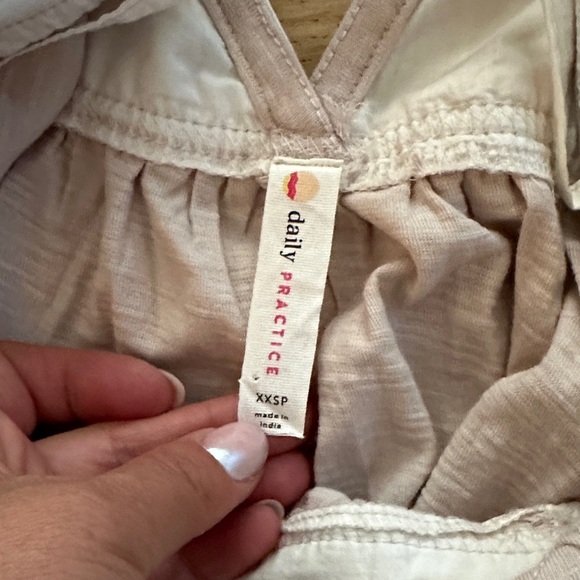 daily PRACTICE
XXSP
made in
india